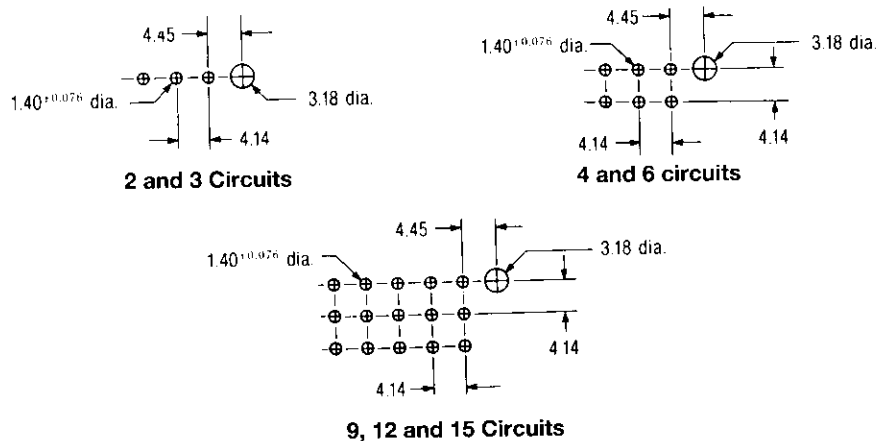 4.45
1.40±0.076 dia.
3.18 dia.
4.14
2 and 3 Circuits
4.45
1.40±0.076 dia.
3.18 dia.
4.14
4.14
4 and 6 circuits
4.45
1.40±0.076 dia.
3.18 dia.
4.14
4.14
9, 12 and 15 Circuits